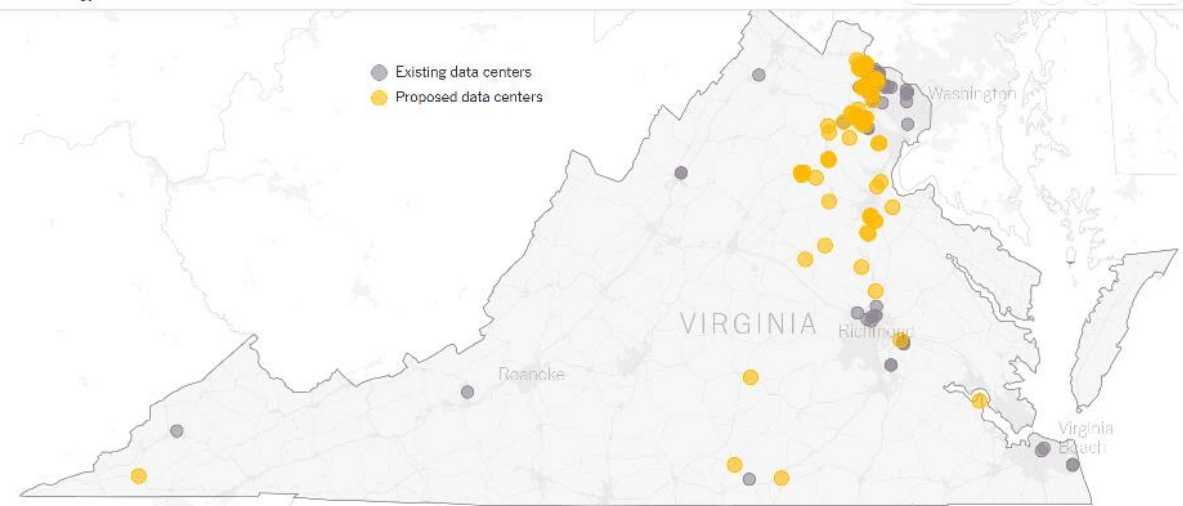 Existing data centers
Proposed data centers
Washington
VIRGINIA
Richmond
Roanoke
Virginia
Beach